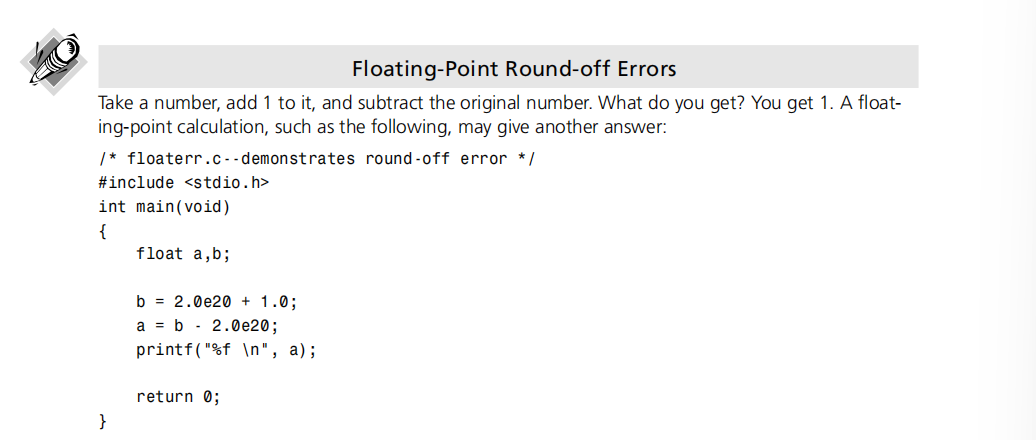 Floating-Point Round-off Errors
Take a number, add 1 to it, and subtract the original number. What do you get? You get 1. A float-
ing-point calculation, such as the following, may give another answer:
/* floaterr.c--demonstrates round-off error */
#include <stdio.h>
int main(void)
{
    float a,b;

    b = 2.0e20 + 1.0;
    a = b - 2.0e20;
    printf("%f \n", a);

    return 0;
}